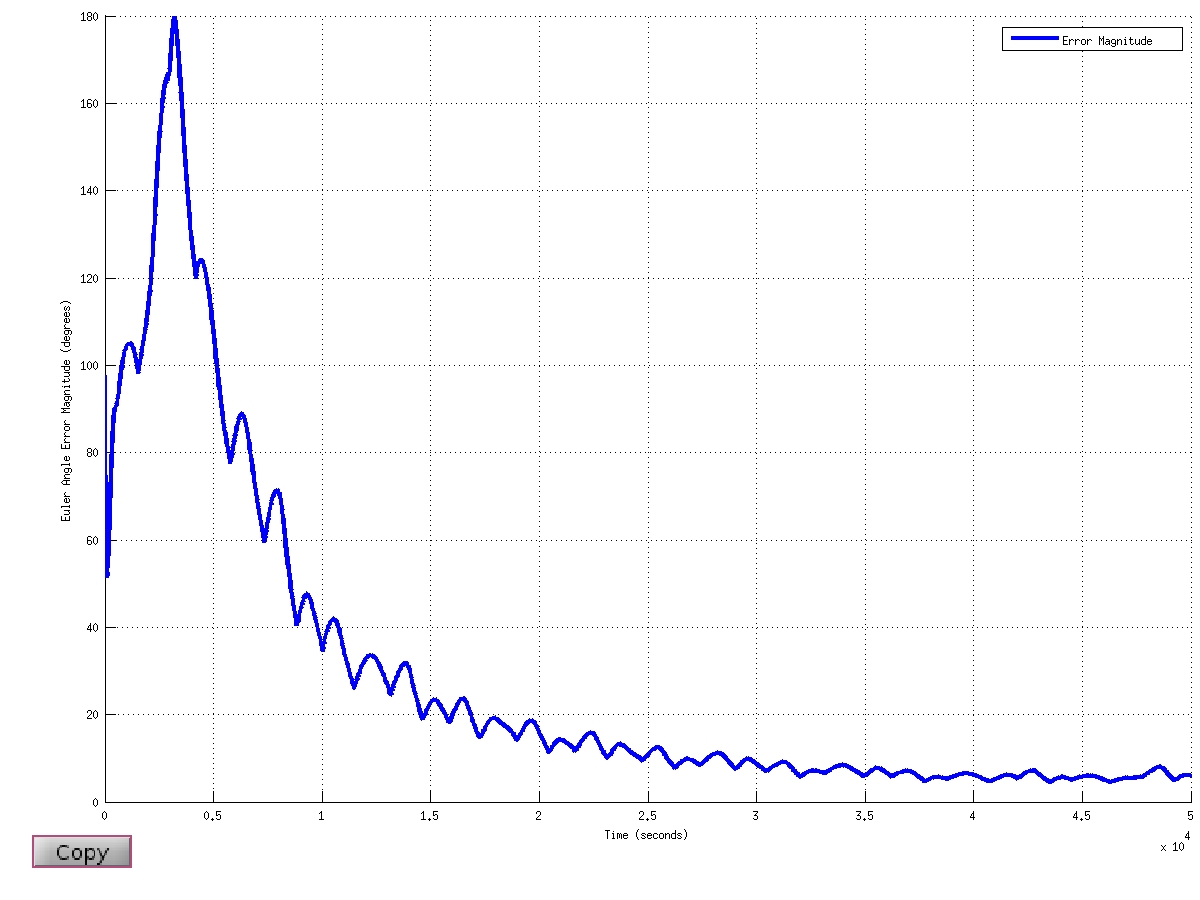 180
Error Magnitude
160
140
120
100
80
60
40
20
0
Euler Angle Error Magnitude (degrees)
0 0.5 1 1.5 2 2.5 3 3.5 4 4.5 5
Time (seconds)
x 10 4
Copy